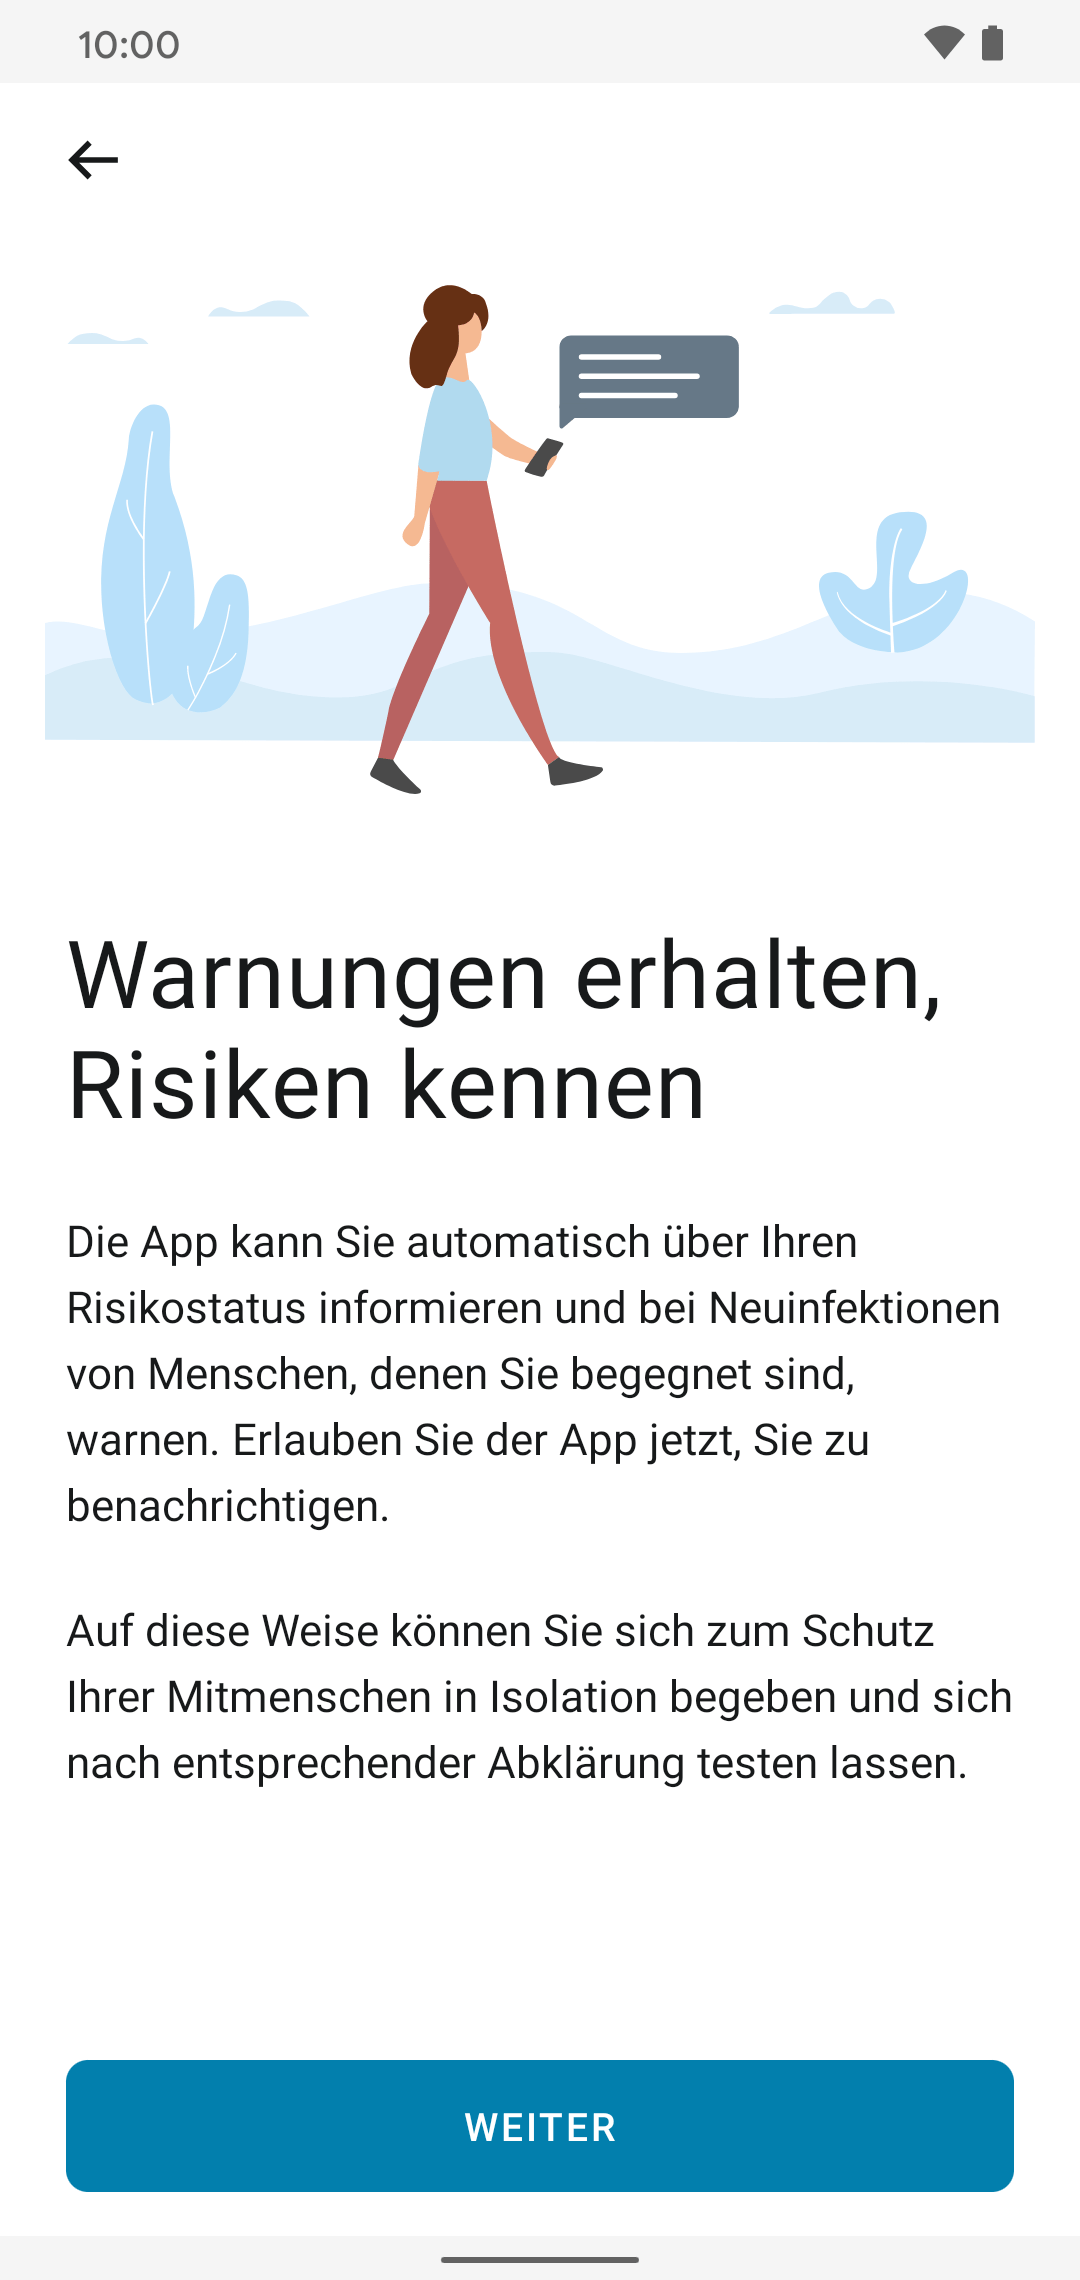 10:00
Warnungen erhalten,
Risiken kennen
Die App kann Sie automatisch über Ihren
Risikostatus informieren und bei Neuinfektionen
von Menschen, denen Sie begegnet sind,
warnen. Erlauben Sie der App jetzt, Sie zu
benachrichtigen.
Auf diese Weise können Sie sich zum Schutz
Ihrer Mitmenschen in Isolation begeben und sich
nach entsprechender Abklärung testen lassen.
WEITER